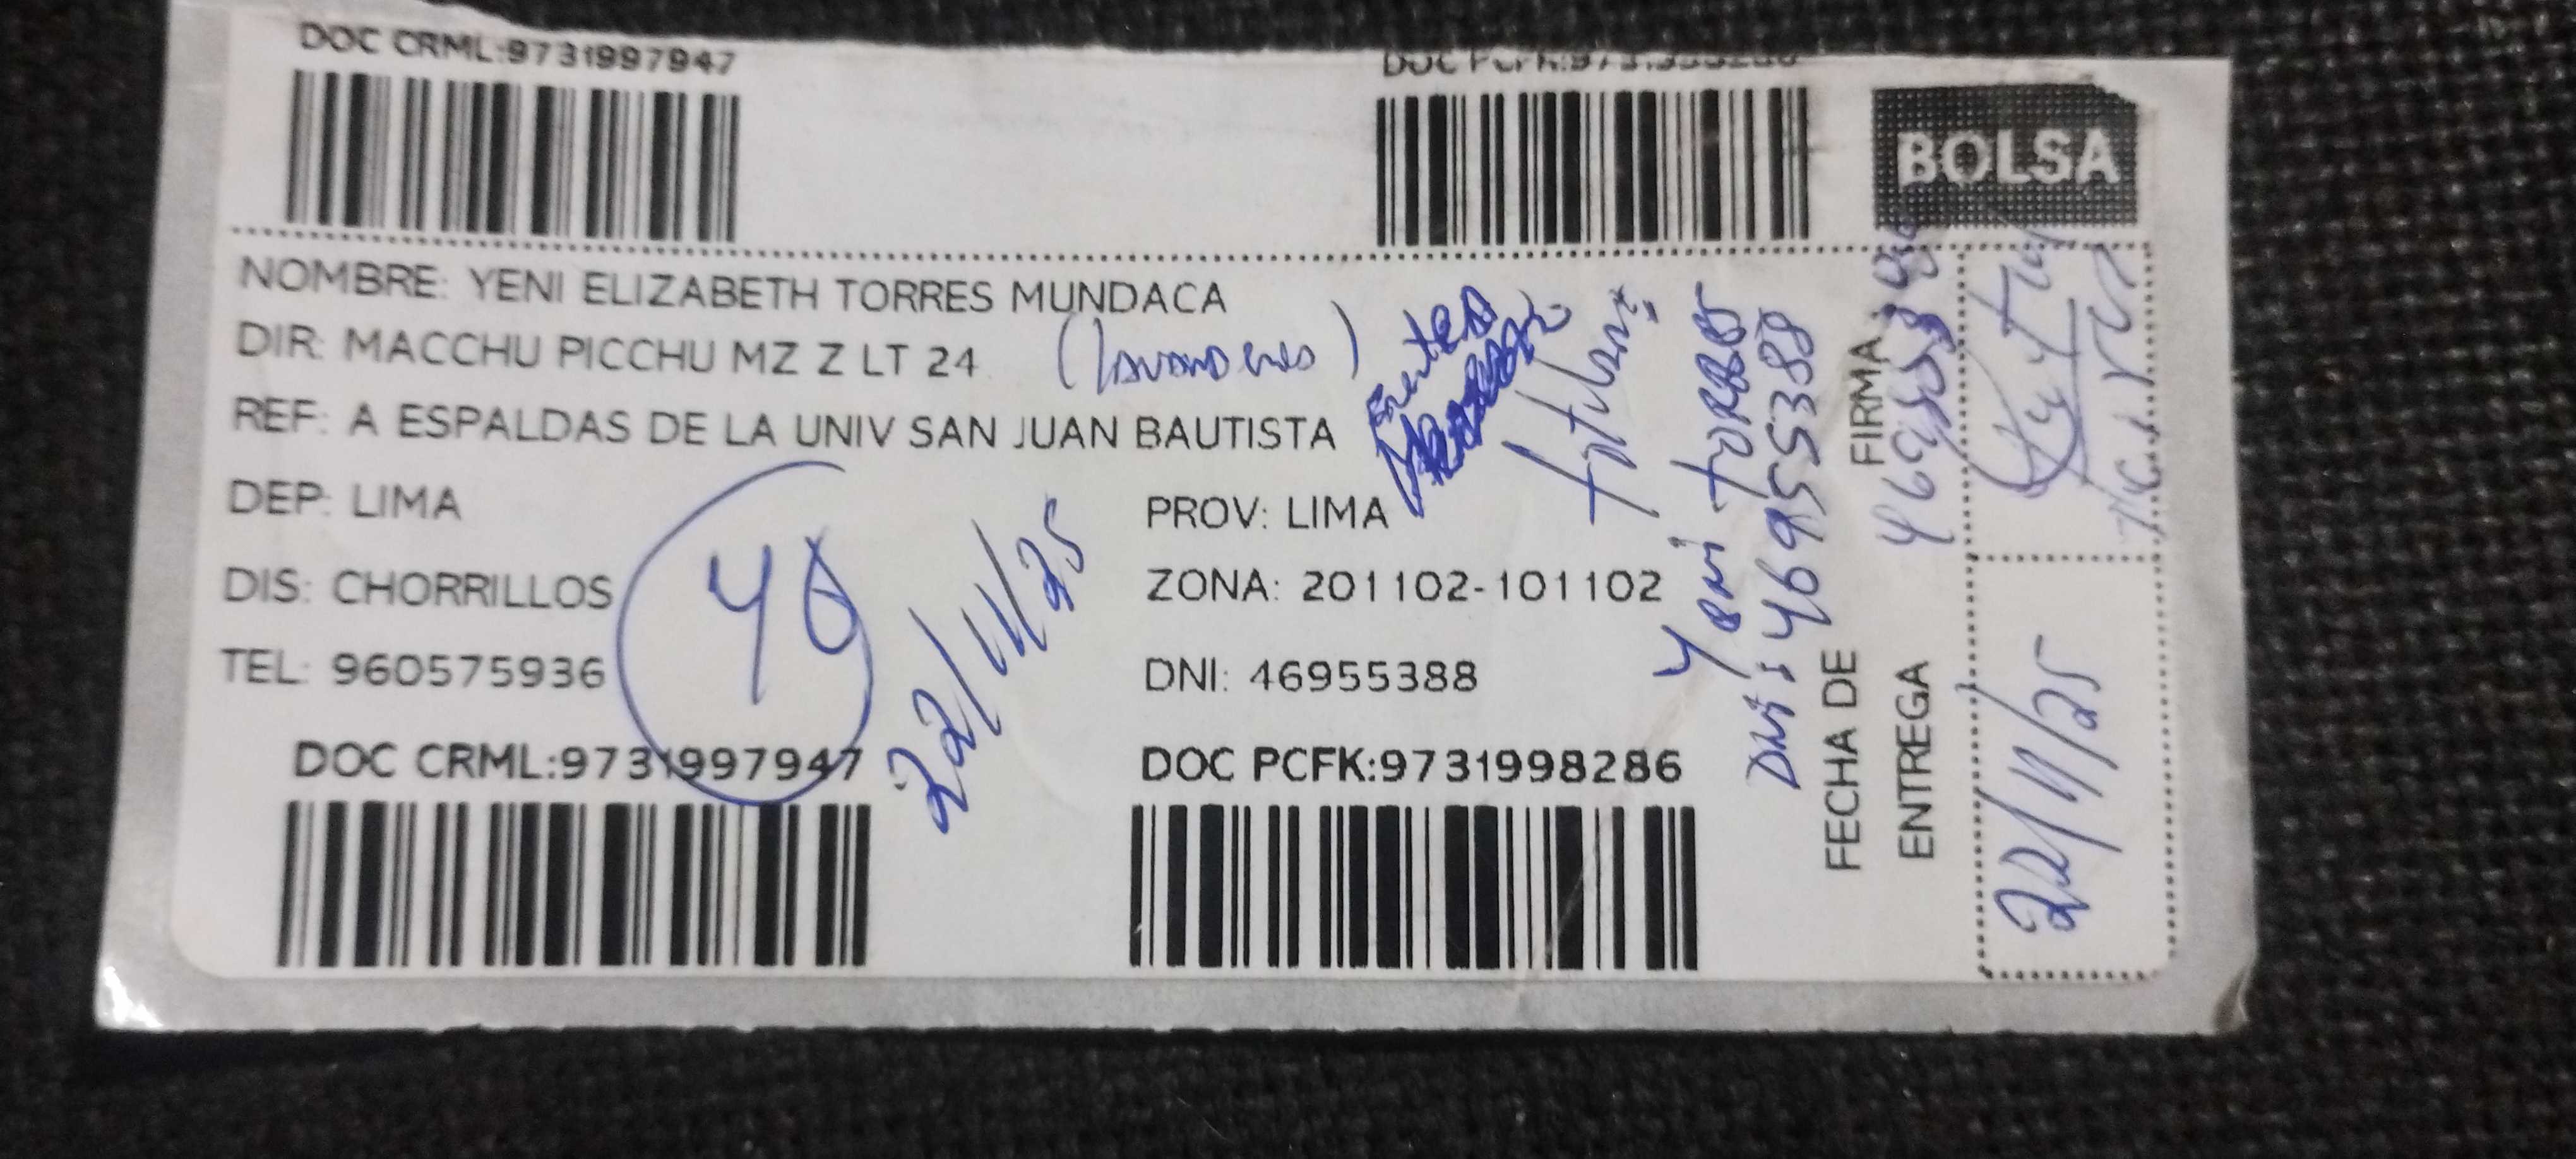 DOC CRML:9731997947
BOLSA
NOMBRE: YENI ELIZABETH TORRES MUNDACA
DIR: MACCHU PICCHU MZ Z LT 24
REF: A ESPALDAS DE LA UNIV SAN JUAN BAUTISTA
DEP: LIMA
PROV: LIMA
DIS: CHORRILLOS
ZONA: 201102-101102
TEL: 960575936
DNI: 46955388
DOC CRML:9731997947
DOC PCFK:9731998286
22/11/25
Yeni torres
DNI: 46955388
FIRMA
FECHA DE
ENTREGA
22/11/25